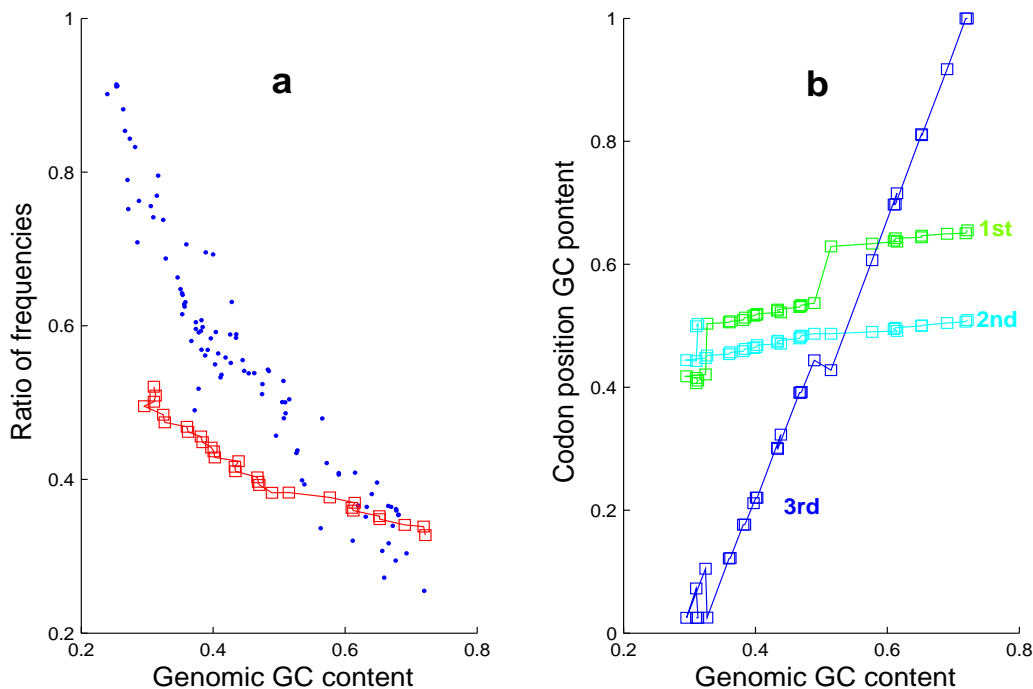 a
1
0.8
0.6
0.4
0.2
0.2
0.4
0.6
0.8
Ratio of frequencies
Genomic GC content
b
1
0.8
0.6
0.4
0.2
0
0.2
0.4
0.6
0.8
Codon position GC pontent
Genomic GC content
1st
2nd
3rd